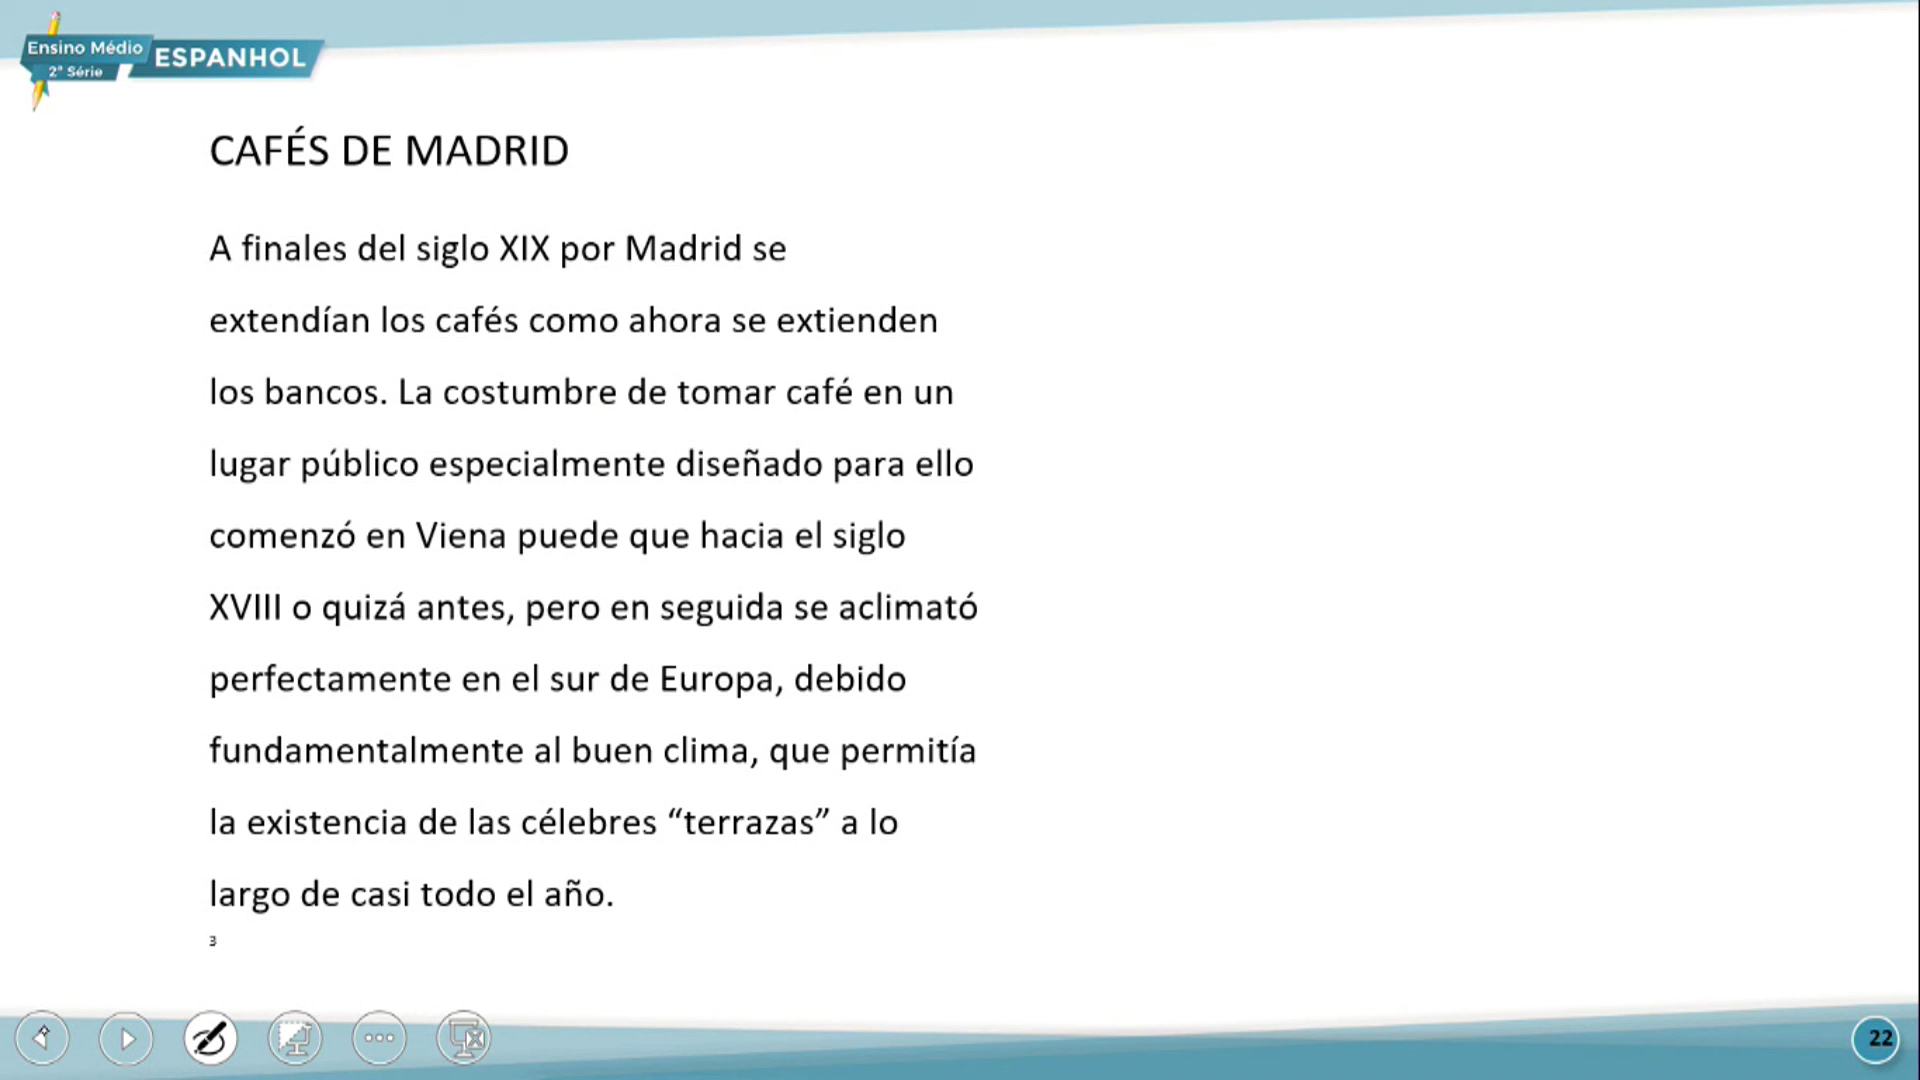 Ensino Médio
2ª Série
ESPANHOL
CAFÉS DE MADRID
A finales del siglo XIX por Madrid se
extendían los cafés como ahora se extienden
los bancos. La costumbre de tomar café en un
lugar público especialmente diseñado para ello
comenzó en Viena puede que hacia el siglo
XVIII o quizá antes, pero en seguida se aclimató
perfectamente en el sur de Europa, debido
fundamentalmente al buen clima, que permitía
la existencia de las célebres “terrazas” a lo
largo de casi todo el año.
3
22